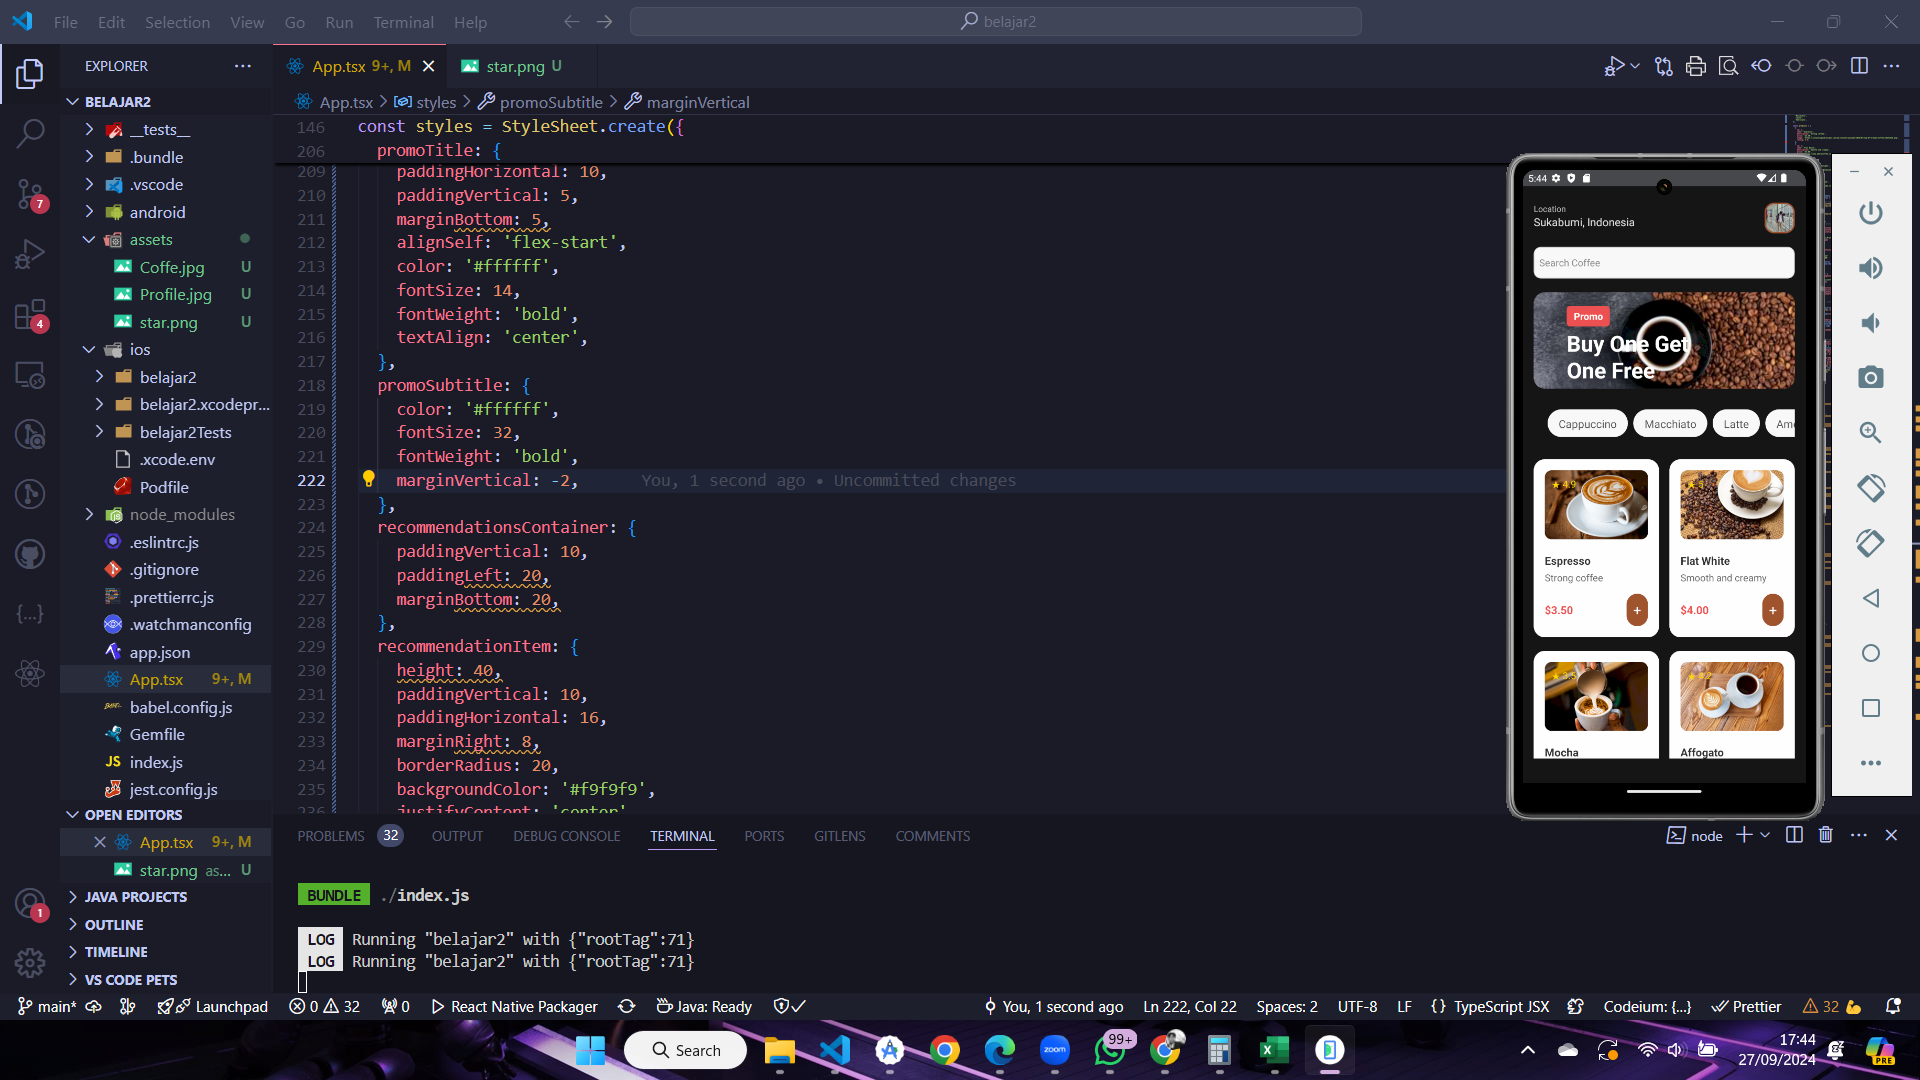 File Edit Selection View Go Run Terminal Help
belajar2
EXPLORER
BELAJAR2
__tests__
.bundle
.vscode
android
assets
Coffe.jpg U
Profile.jpg U
star.png U
ios
belajar2
belajar2.xcodepr...
belajar2Tests
.xcode.env
Podfile
node_modules
.eslintrc.js
.gitignore
.prettierrc.js
.watchmanconfig
app.json
App.tsx 9+, M
babel.config.js
Gemfile
JS index.js
jest.config.js
OPEN EDITORS
App.tsx 9+, M
star.png as... U
JAVA PROJECTS
OUTLINE
TIMELINE
VS CODE PETS
7
4
1
App.tsx 9+, M
star.png U
App.tsx > styles > promoSubtitle > marginVertical
146 const styles = StyleSheet.create({
206 promoTitle: {
209 paddingHorizontal: 10,
210 paddingVertical: 5,
211 marginBottom: 5,
212 alignSelf: 'flex-start',
213 color: '#ffffff',
214 fontSize: 14,
215 fontWeight: 'bold',
216 textAlign: 'center',
217 },
218 promoSubtitle: {
219 color: '#ffffff',
220 fontSize: 32,
221 fontWeight: 'bold',
222 marginVertical: -2, You, 1 second ago • Uncommitted changes
223 },
224 recommendationsContainer: {
225 paddingVertical: 10,
226 paddingLeft: 20,
227 marginBottom: 20,
228 },
229 recommendationItem: {
230 height: 40,
231 paddingVertical: 10,
232 paddingHorizontal: 16,
233 marginRight: 8,
234 borderRadius: 20,
235 backgroundColor: '#f9f9f9',
236 justifyContent: 'center'
5:44
Location
Sukabumi, Indonesia
Search Coffee
Promo
Buy One Get
One Free
Cappuccino Macchiato Latte Am
★ 4.9
Espresso
Strong coffee
$3.50 +
Flat White
Smooth and creamy
$4.00 +
★ 3.5
Mocha
Affogato
PROBLEMS 32 OUTPUT DEBUG CONSOLE TERMINAL PORTS GITLENS COMMENTS
node
BUNDLE ./index.js
LOG Running "belajar2" with {"rootTag":71}
LOG Running "belajar2" with {"rootTag":71}
main* Launchpad 0 32 0 React Native Packager Java: Ready You, 1 second ago Ln 222, Col 22 Spaces: 2 UTF-8 LF {} TypeScript JSX Codeium: {...} Prettier 32
Search
zoom
99+
17:44
27/09/2024
PRE